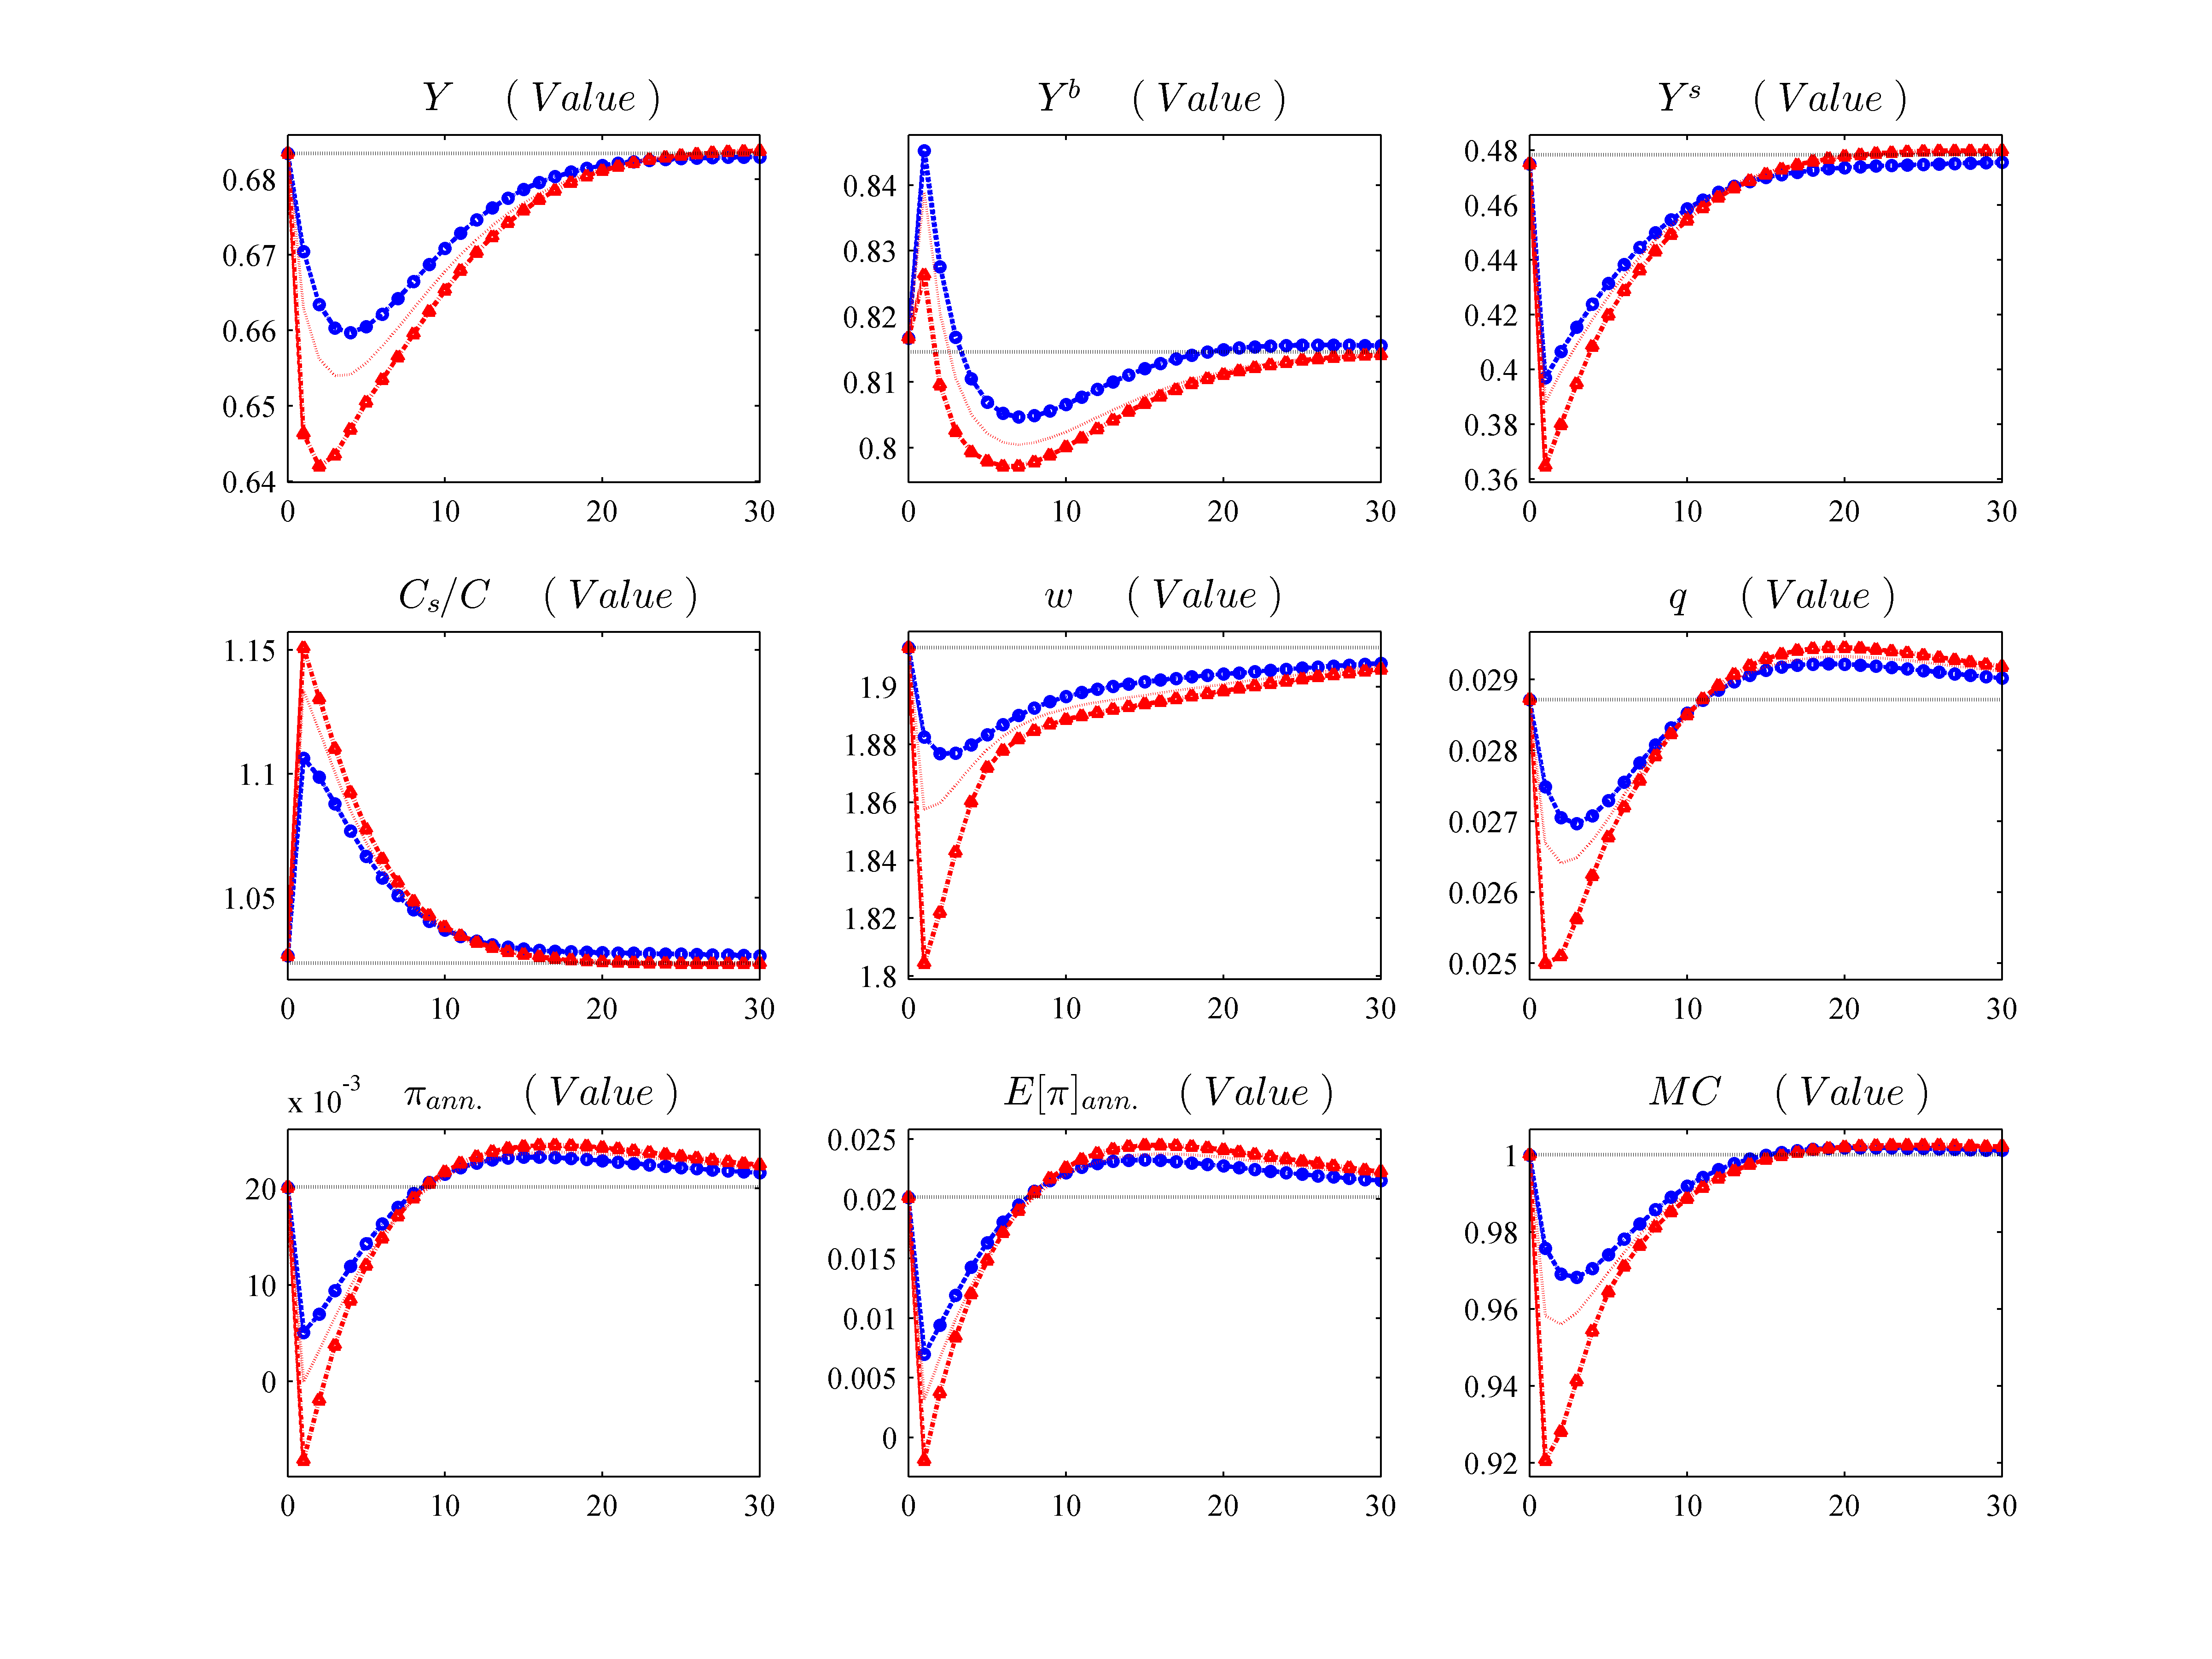 Y ( Value )
0.68
0.67
0.66
0.65
0.64
0 10 20 30
Y^b ( Value )
0.84
0.83
0.82
0.81
0.8
0 10 20 30
Y^s ( Value )
0.48
0.46
0.44
0.42
0.4
0.38
0.36
0 10 20 30
C_s/C ( Value )
1.15
1.1
1.05
0 10 20 30
w ( Value )
1.9
1.88
1.86
1.84
1.82
1.8
0 10 20 30
q ( Value )
0.029
0.028
0.027
0.026
0.025
0 10 20 30
x 10^-3 π_ann. ( Value )
20
10
0
0 10 20 30
E[π]_ann. ( Value )
0.025
0.02
0.015
0.01
0.005
0
0 10 20 30
MC ( Value )
1
0.98
0.96
0.94
0.92
0 10 20 30